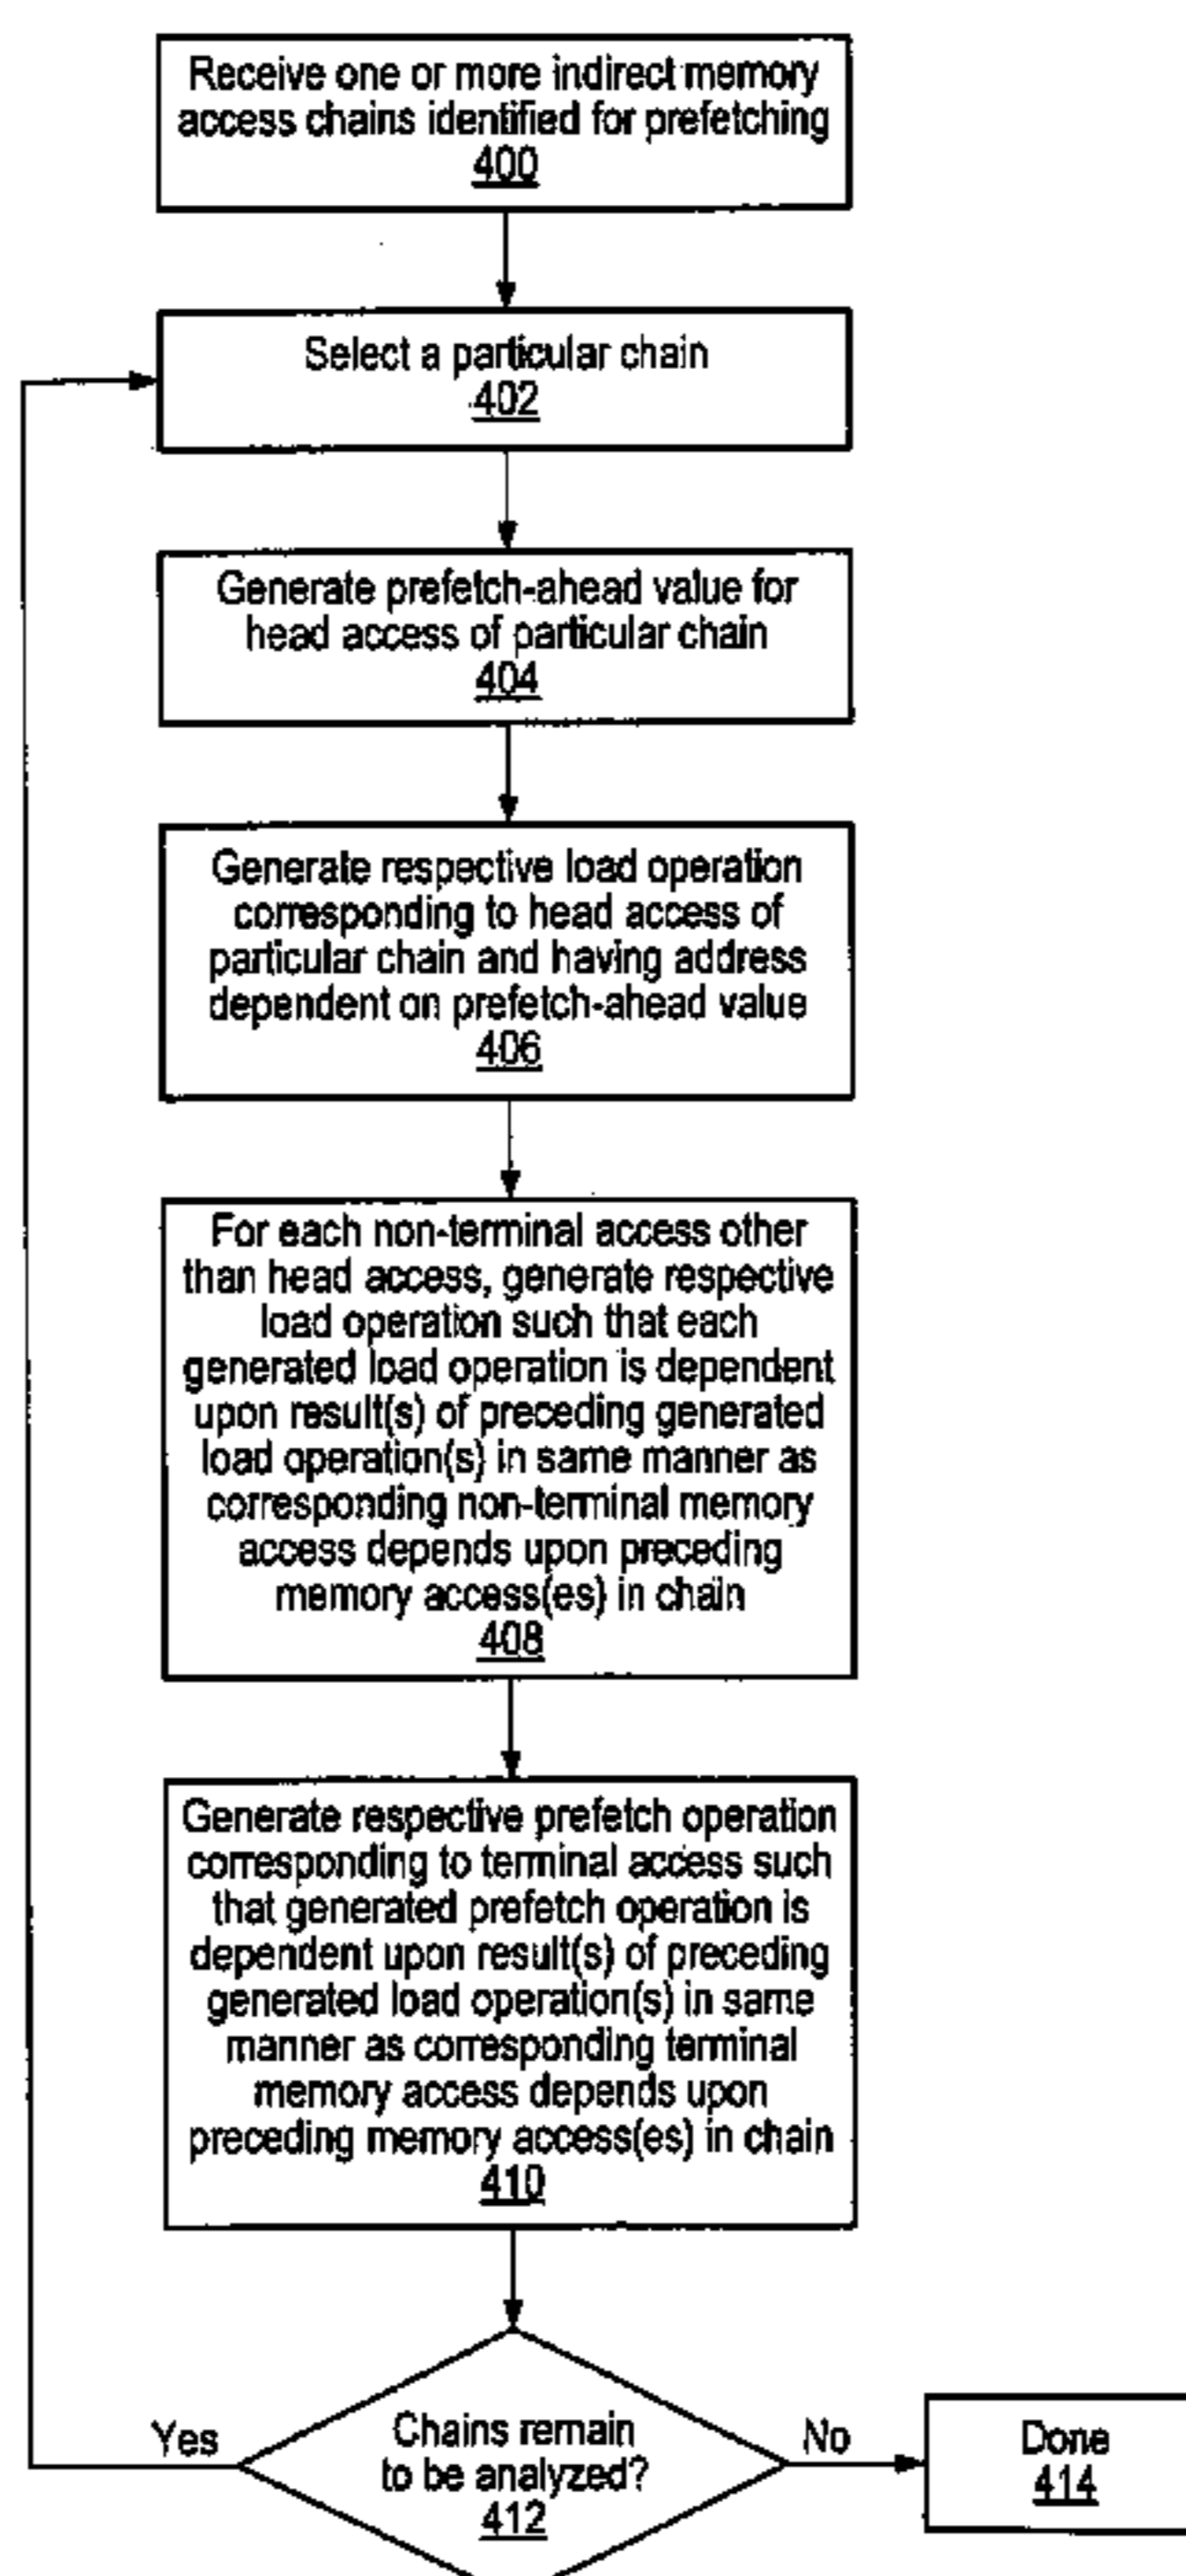 Receive one or more indirect memory
access chains identified for prefetching
400
Select a particular chain
402
Generate prefetch-ahead value for
head access of particular chain
404
Generate respective load operation
corresponding to head access of
particular chain and having address
dependent on prefetch-ahead value
406
For each non-terminal access other
than head access, generate respective
load operation such that each
generated load operation is dependent
upon result(s) of preceding generated
load operation(s) in same manner as
corresponding non-terminal memory
access depends upon preceding
memory access(es) in chain
408
Generate respective prefetch operation
corresponding to terminal access such
that generated prefetch operation is
dependent upon result(s) of preceding
generated load operation(s) in same
manner as corresponding terminal
memory access depends upon
preceding memory access(es) in chain
410
Yes
Chains remain
to be analyzed?
412
No
Done
414